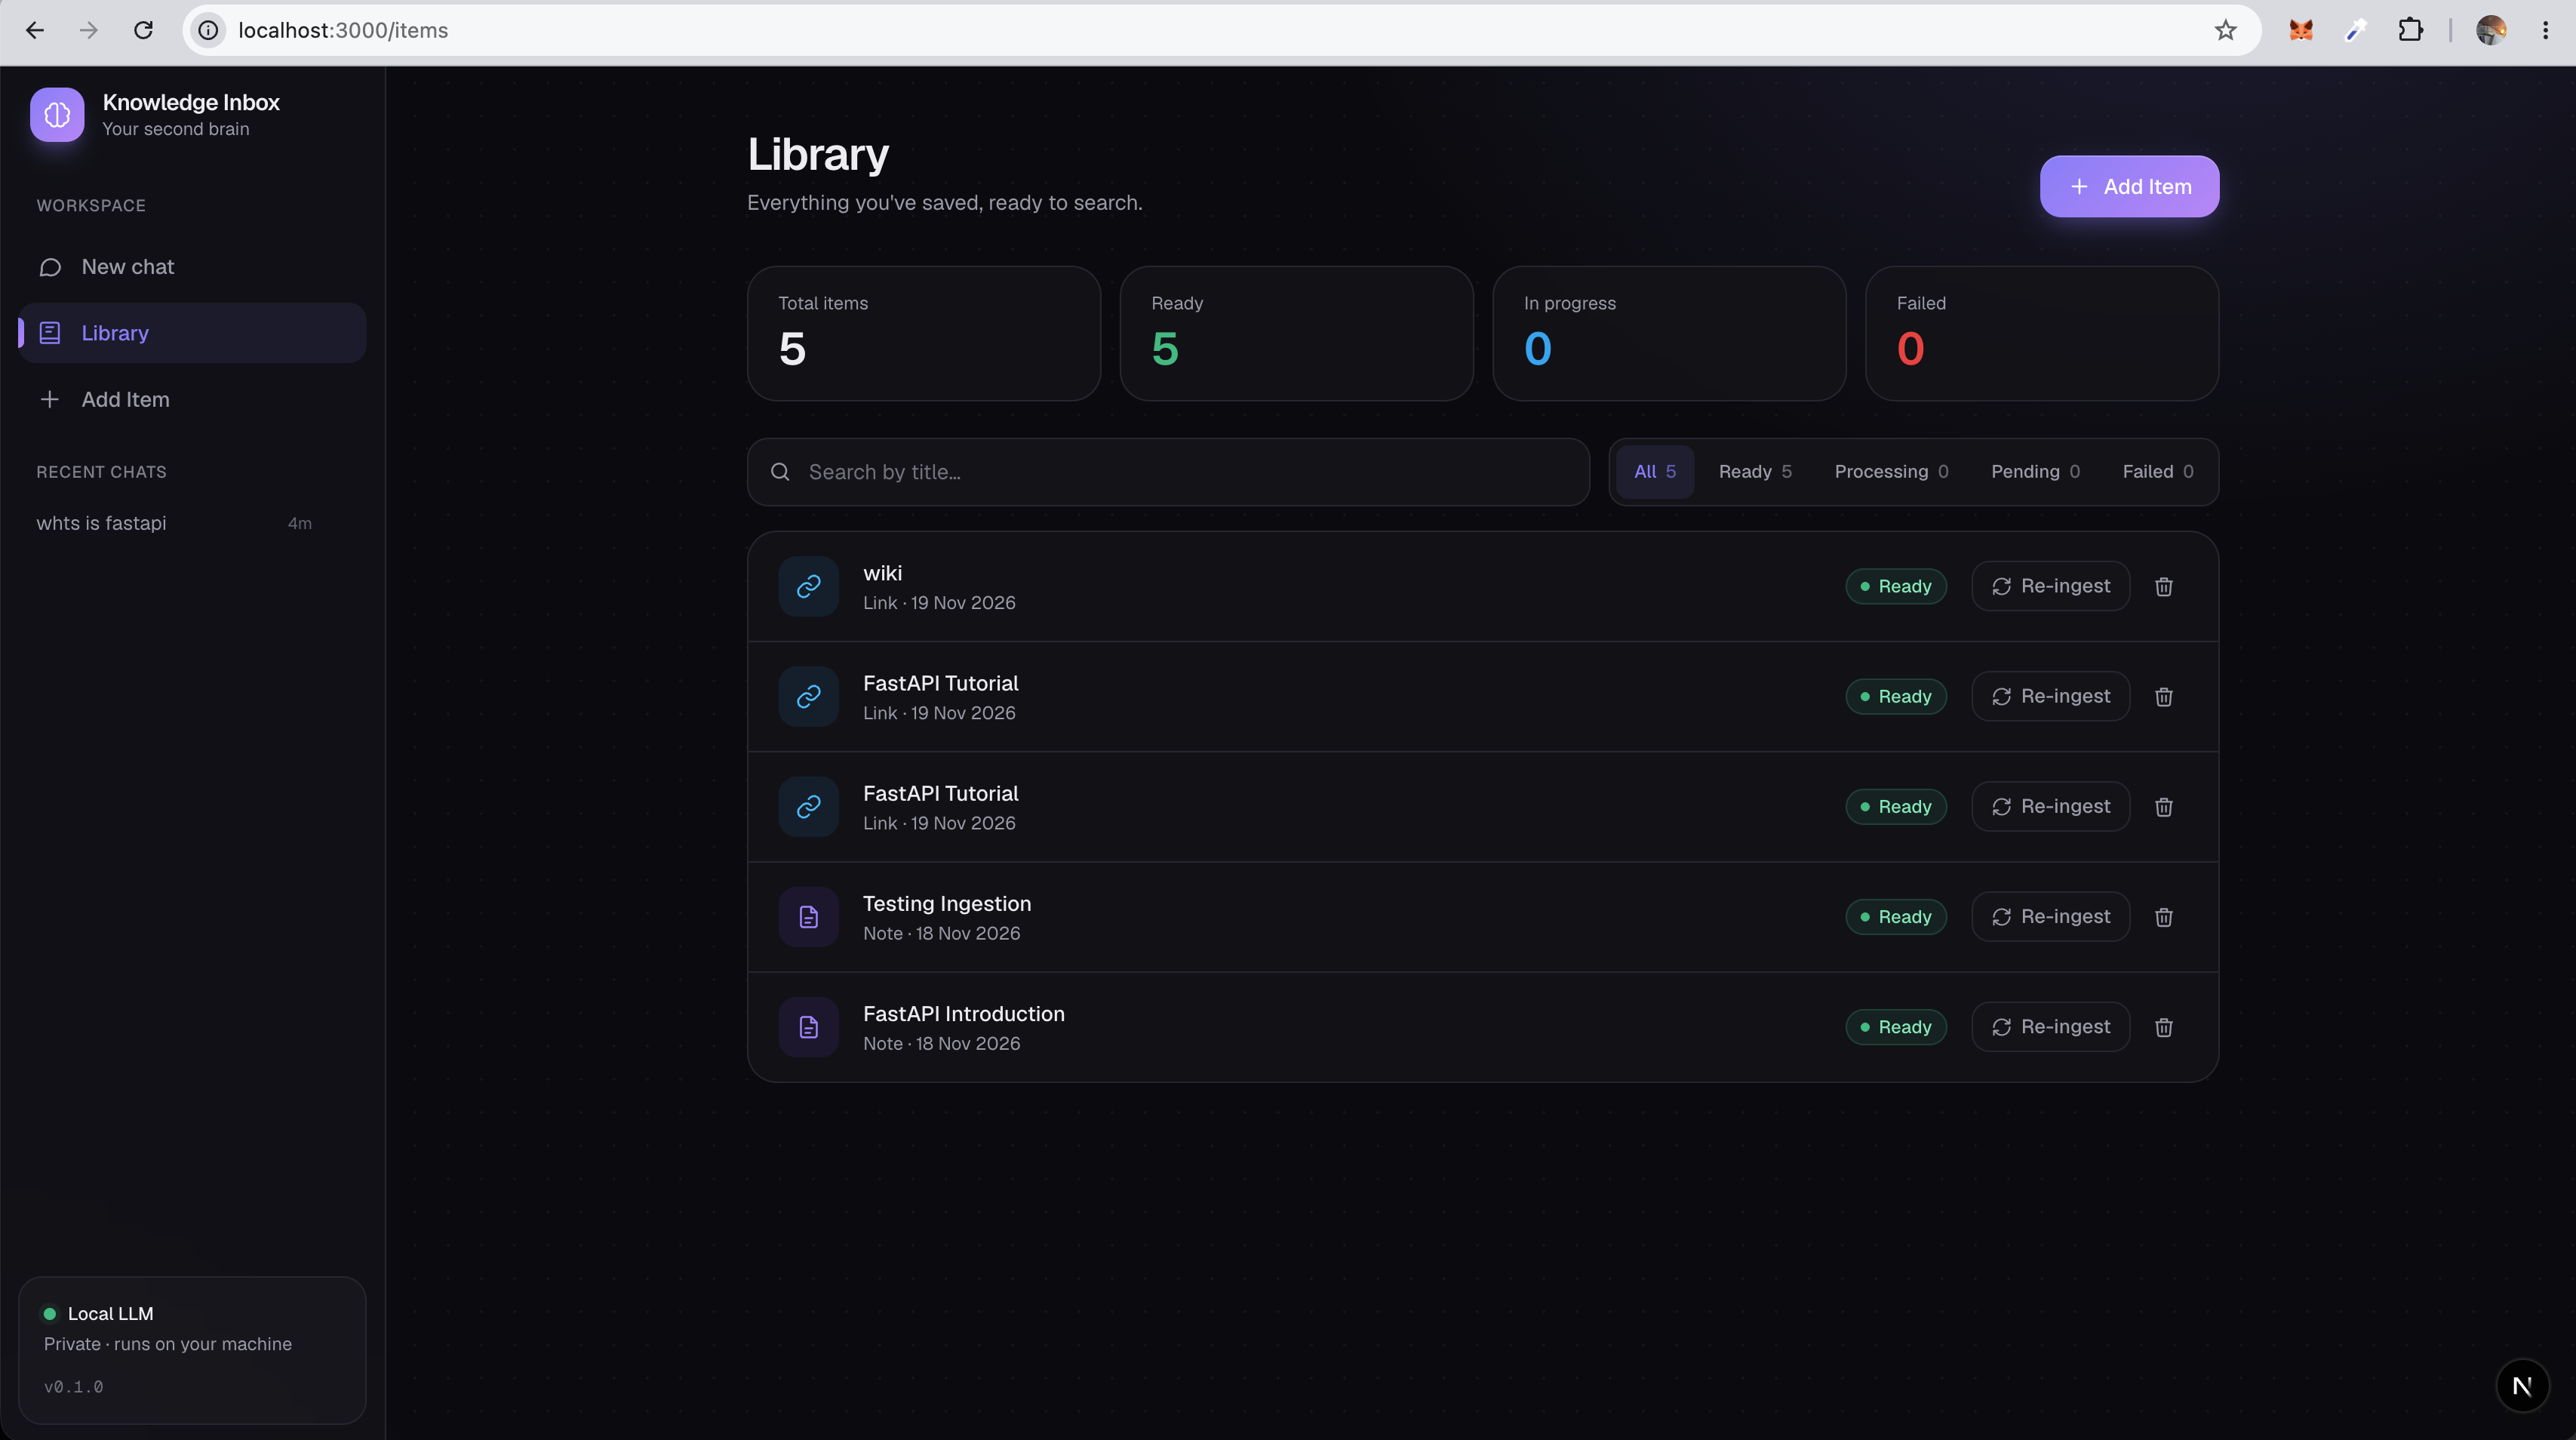 localhost:3000/items
Knowledge Inbox
Your second brain
WORKSPACE
New chat
Library
Add Item
RECENT CHATS
whts is fastapi 4m
Local LLM
Private · runs on your machine
v0.1.0
Library
Everything you've saved, ready to search.
+ Add Item
Total items
5
Ready
5
In progress
0
Failed
0
Search by title...
All 5 Ready 5 Processing 0 Pending 0 Failed 0
wiki
Link · 19 Nov 2026
Ready Re-ingest
FastAPI Tutorial
Link · 19 Nov 2026
Ready Re-ingest
FastAPI Tutorial
Link · 19 Nov 2026
Ready Re-ingest
Testing Ingestion
Note · 18 Nov 2026
Ready Re-ingest
FastAPI Introduction
Note · 18 Nov 2026
Ready Re-ingest
N